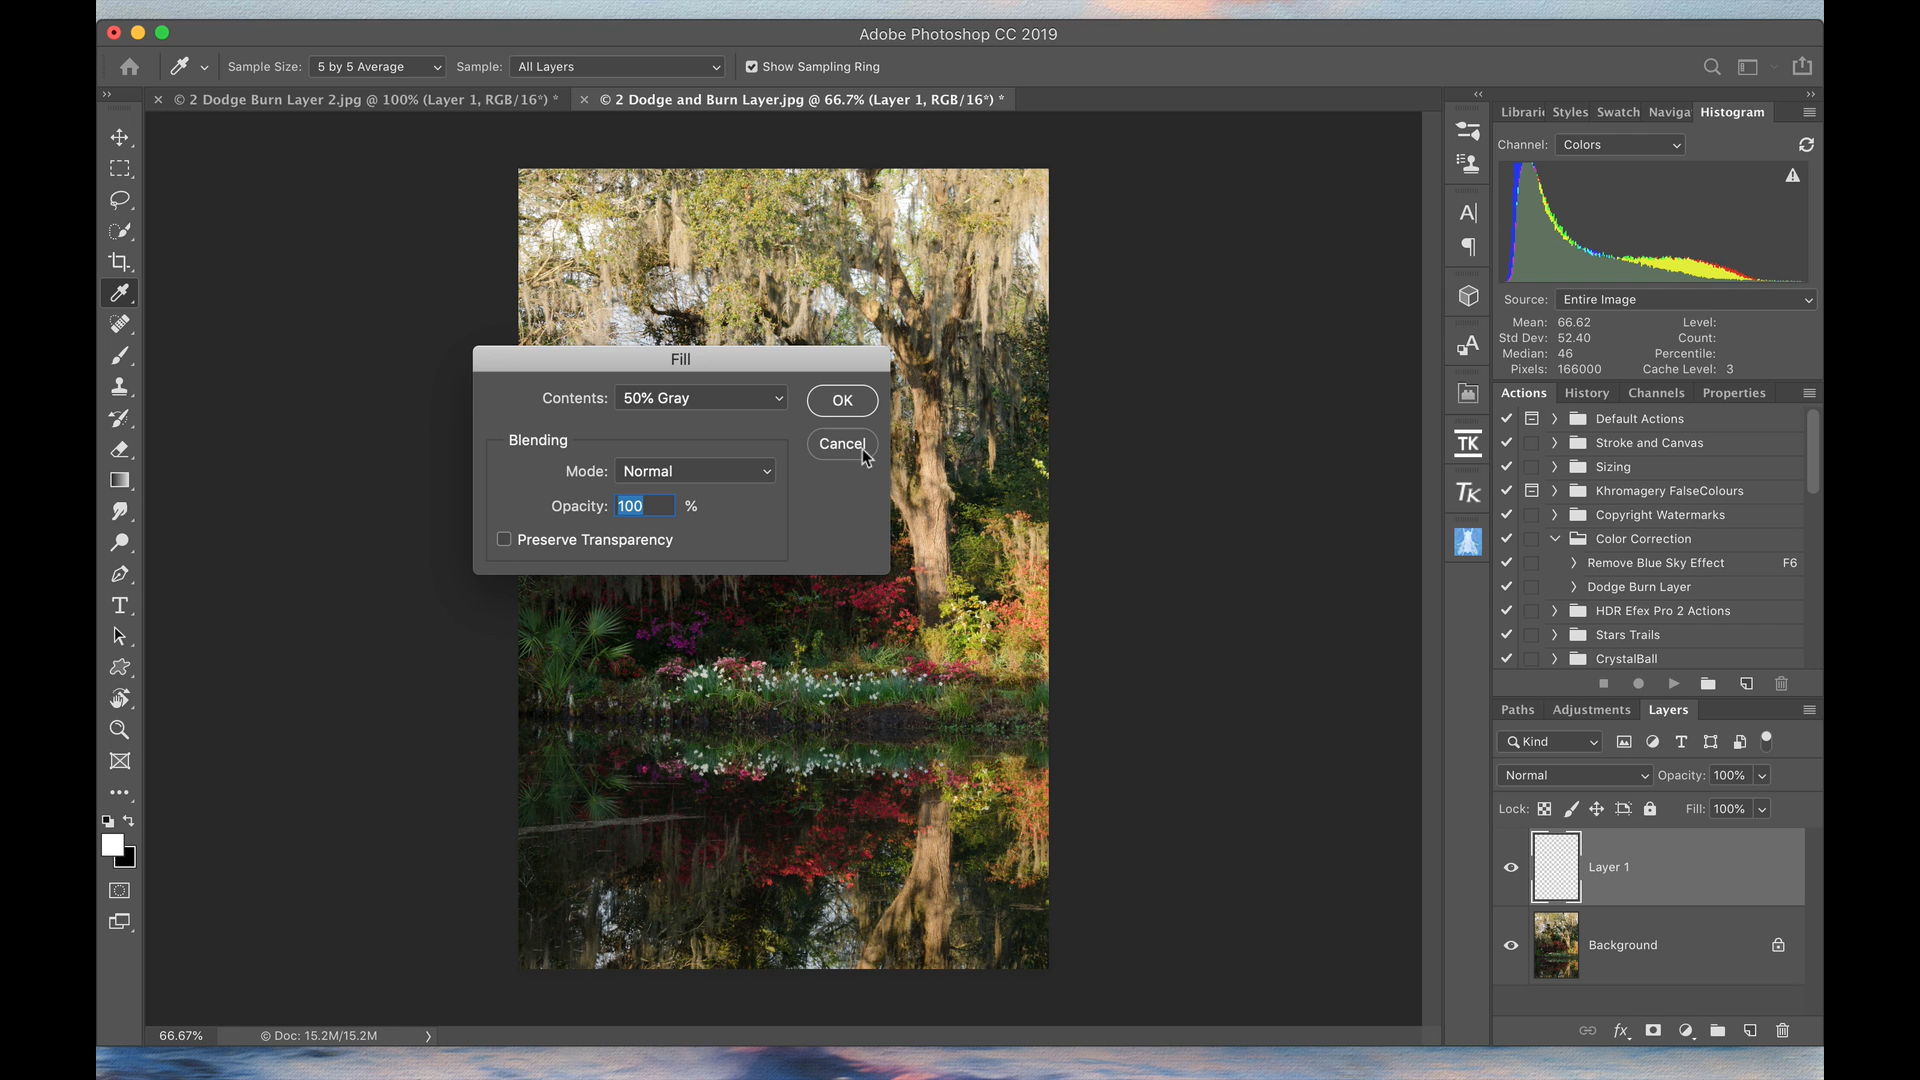 Adobe Photoshop CC 2019
Sample Size: 5 by 5 Average Sample: All Layers Show Sampling Ring
© 2 Dodge Burn Layer 2.jpg @ 100% (Layer 1, RGB/16*) *
© 2 Dodge and Burn Layer.jpg @ 66.7% (Layer 1, RGB/16*) *
Librari Styles Swatch Naviga Histogram
Channel: Colors
Source: Entire Image
Mean: 66.62 Level:
Std Dev: 52.40 Count:
Median: 46 Percentile:
Pixels: 166000 Cache Level: 3
Fill
Contents: 50% Gray
OK
Blending
Cancel
Mode: Normal
Opacity: 100 %
Preserve Transparency
Actions History Channels Properties
Default Actions
Stroke and Canvas
Sizing
Khromagery FalseColours
Copyright Watermarks
Color Correction
Remove Blue Sky Effect F6
Dodge Burn Layer
HDR Efex Pro 2 Actions
Stars Trails
CrystalBall
TK
TK
Paths Adjustments Layers
Kind
Normal Opacity: 100%
Lock: Fill: 100%
Layer 1
Background
fx
66.67% © Doc: 15.2M/15.2M